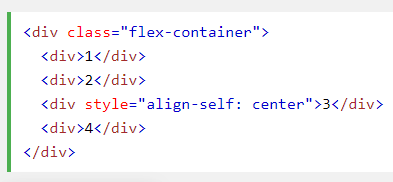 <div class="flex-container">
  <div>1</div>
  <div>2</div>
  <div style="align-self: center">3</div>
  <div>4</div>
</div>